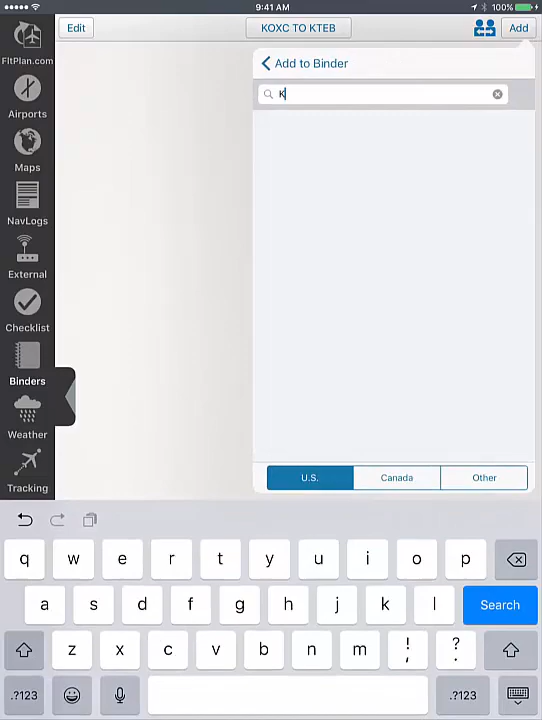 9:41 AM
100%
Edit
KOXC TO KTEB
Add
FltPlan.com
Airports
Maps
NavLogs
External
Checklist
Binders
Weather
Tracking
Add to Binder
K
U.S.
Canada
Other
q w e r t y u i o p
a s d f g h j k l Search
z x c v b n m ! , ? .
.?123 .?123